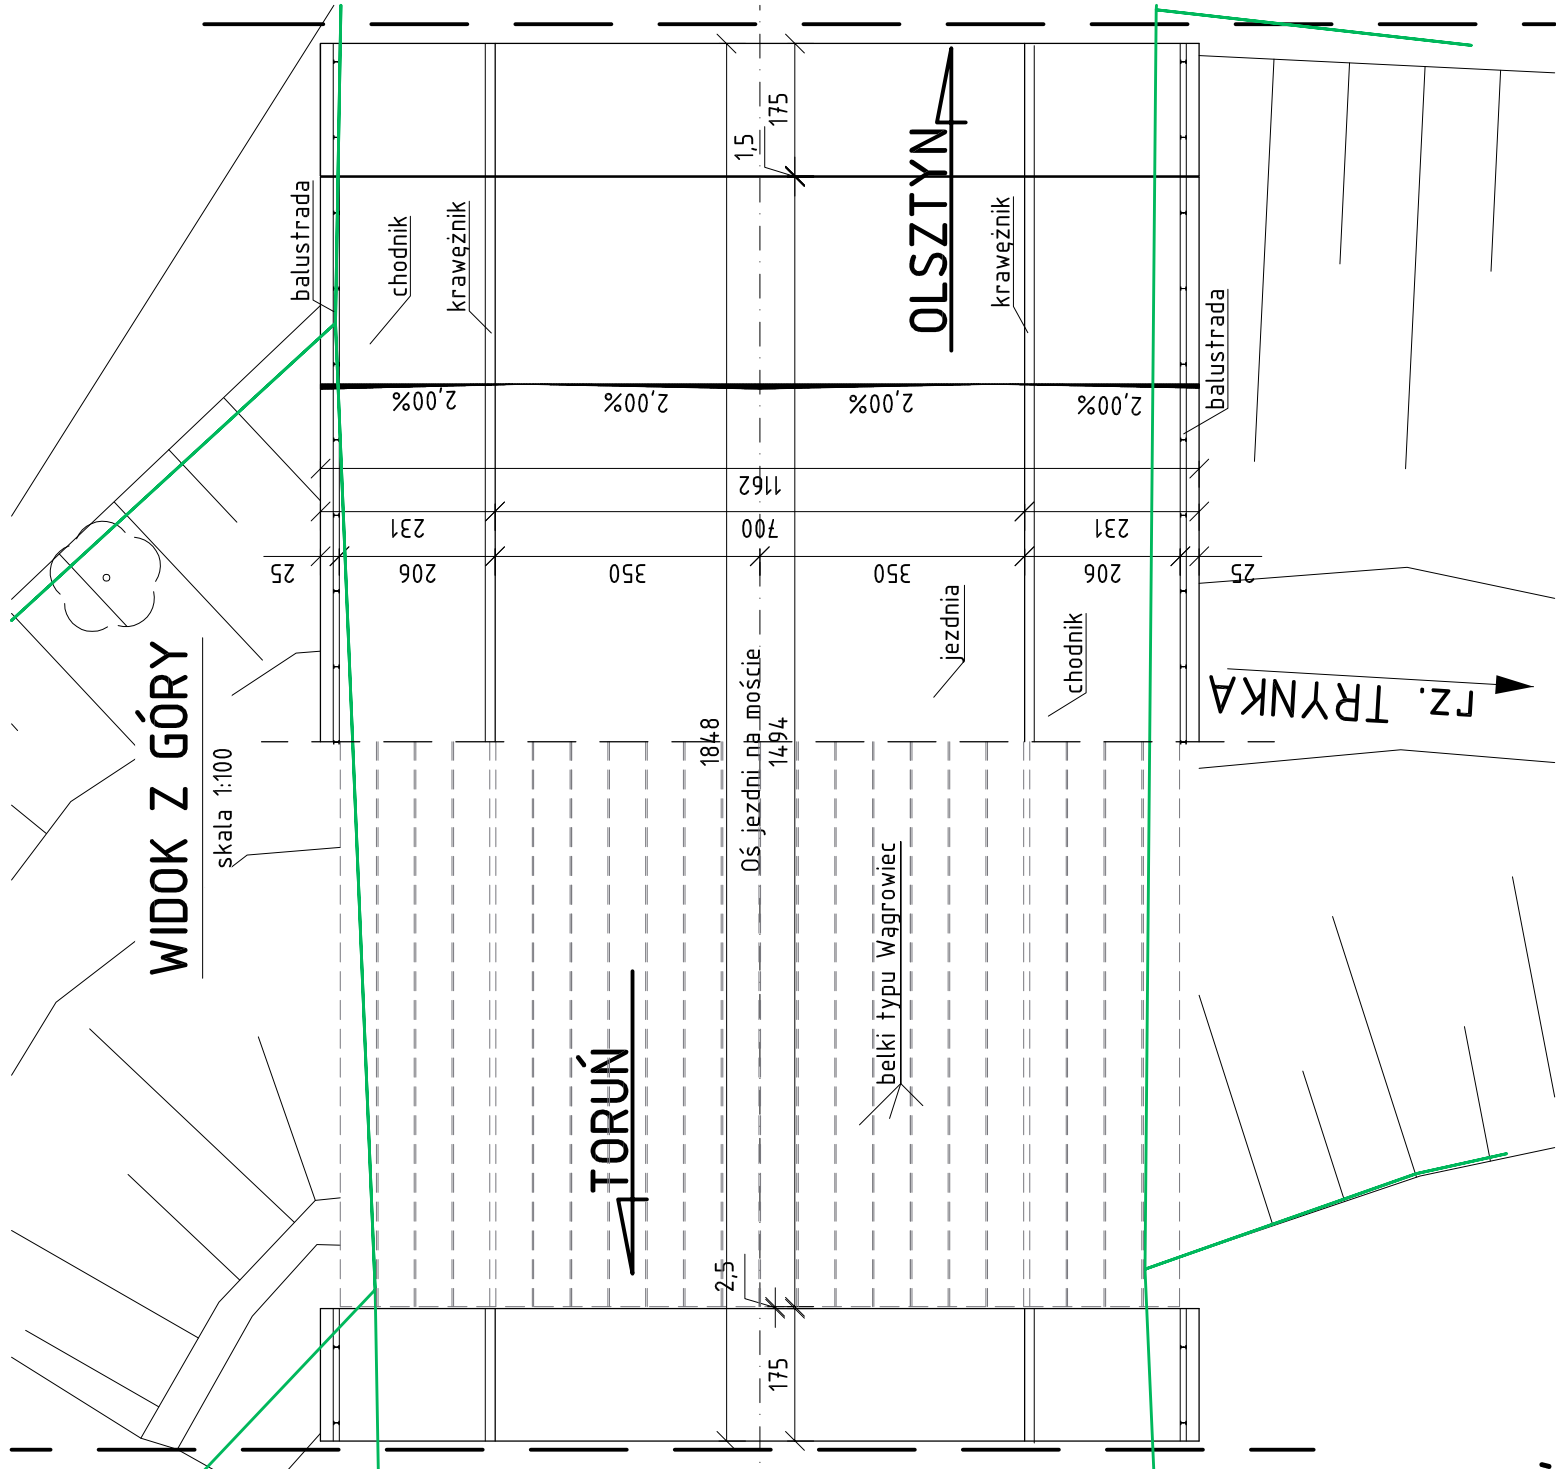 WIDOK Z GÓRY
skala 1:100
balustrada
chodnik
krawężnik
1,5
175
OLSZTYN
krawężnik
balustrada
2,00%
2,00%
2,00%
2,00%
1162
231
700
231
25
206
350
350
206
25
jezdnia
chodnik
rz. TRYNKA
1848
Oś jezdni na moście
1494
belki typu Wągrowiec
TORUŃ
2,5
175